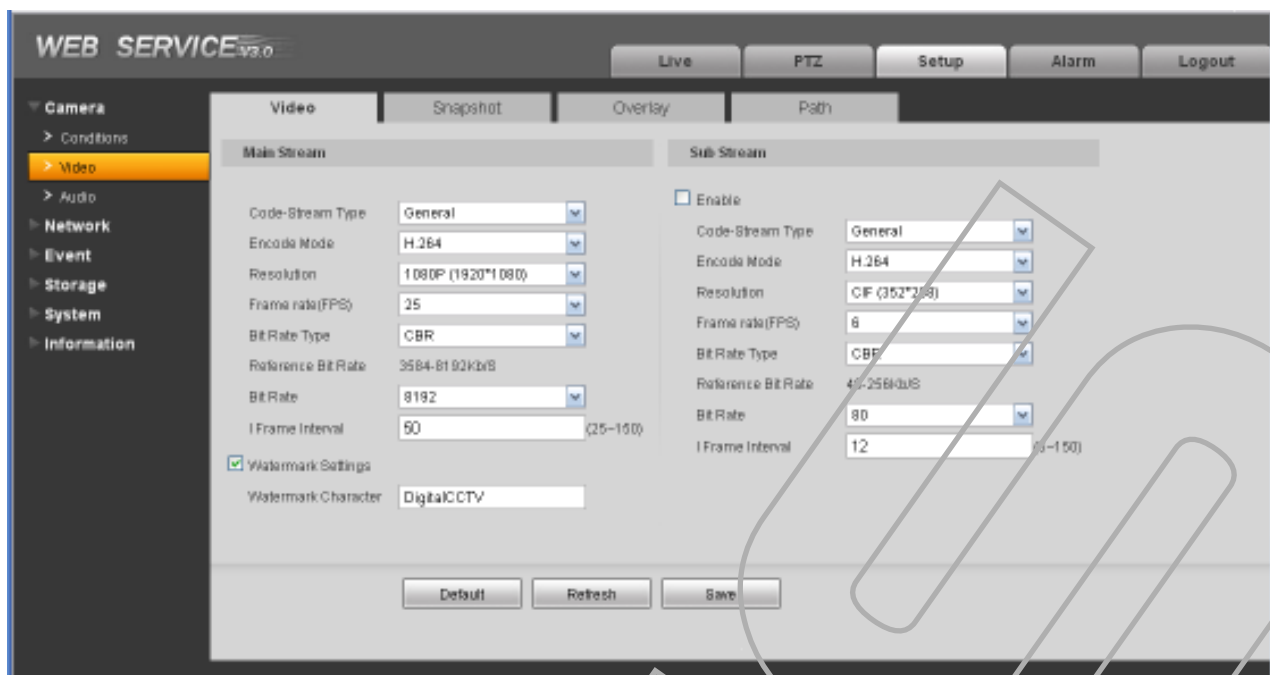 WEB SERVICE V3.0
Live PTZ Setup Alarm Logout
Camera
> Conditions
> Video
> Audio
Network
Event
Storage
System
Information
Video Snapshot Overlay Path
Main Stream
Code-Stream Type General
Encode Mode H.264
Resolution 1080P (1920*1080)
Frame rate(FPS) 25
Bit Rate Type CBR
Reference Bit Rate 3584-8192Kb/S
Bit Rate 8192
I Frame Interval 50 (25~150)
Watermark Settings
Watermark Character DigitalCCTV
Sub Stream
Enable
Code-Stream Type General
Encode Mode H.264
Resolution CIF (352*288)
Frame rate(FPS) 6
Bit Rate Type CBR
Reference Bit Rate
Bit Rate 80
I Frame Interval 12
Default Refresh Save